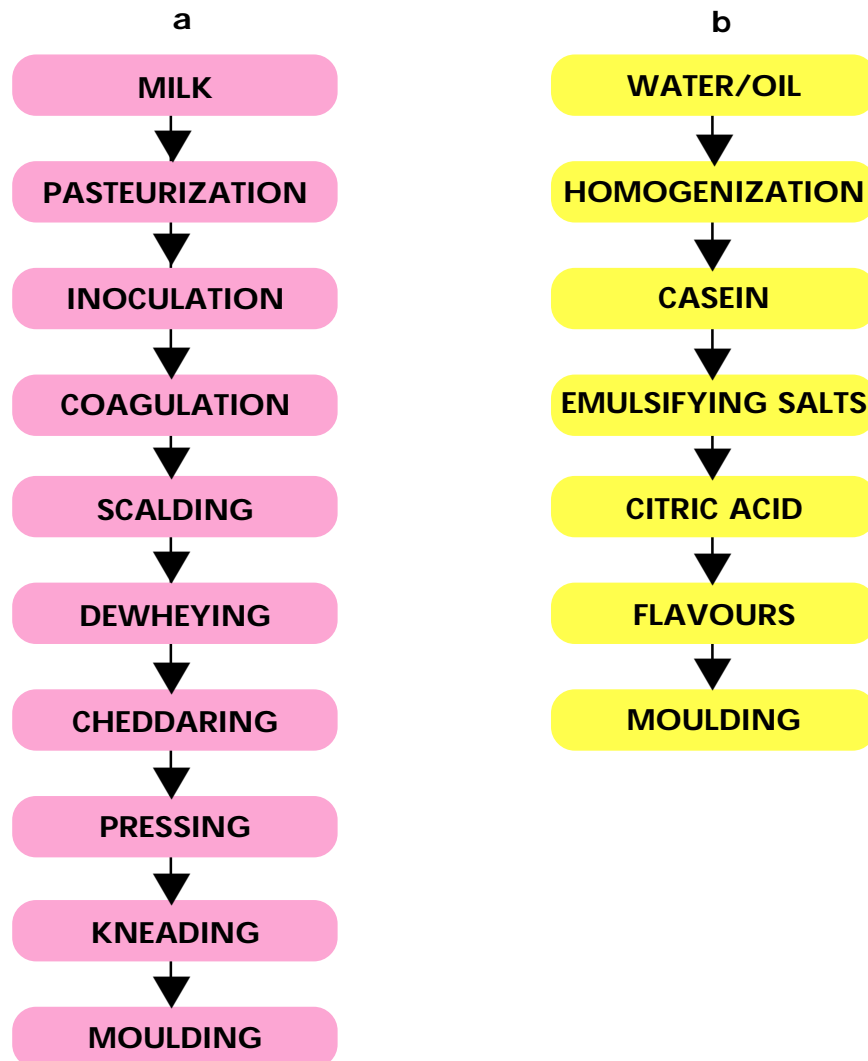 a
MILK
PASTEURIZATION
INOCULATION
COAGULATION
SCALDING
DEWHEYING
CHEDDARING
PRESSING
KNEADING
MOULDING
b
WATER/OIL
HOMOGENIZATION
CASEIN
EMULSIFYING SALTS
CITRIC ACID
FLAVOURS
MOULDING